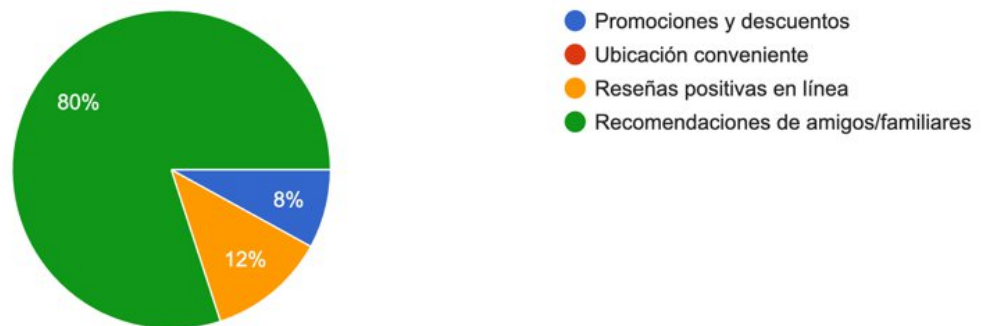 80%
8%
12%
Promociones y descuentos
Ubicación conveniente
Reseñas positivas en línea
Recomendaciones de amigos/familiares